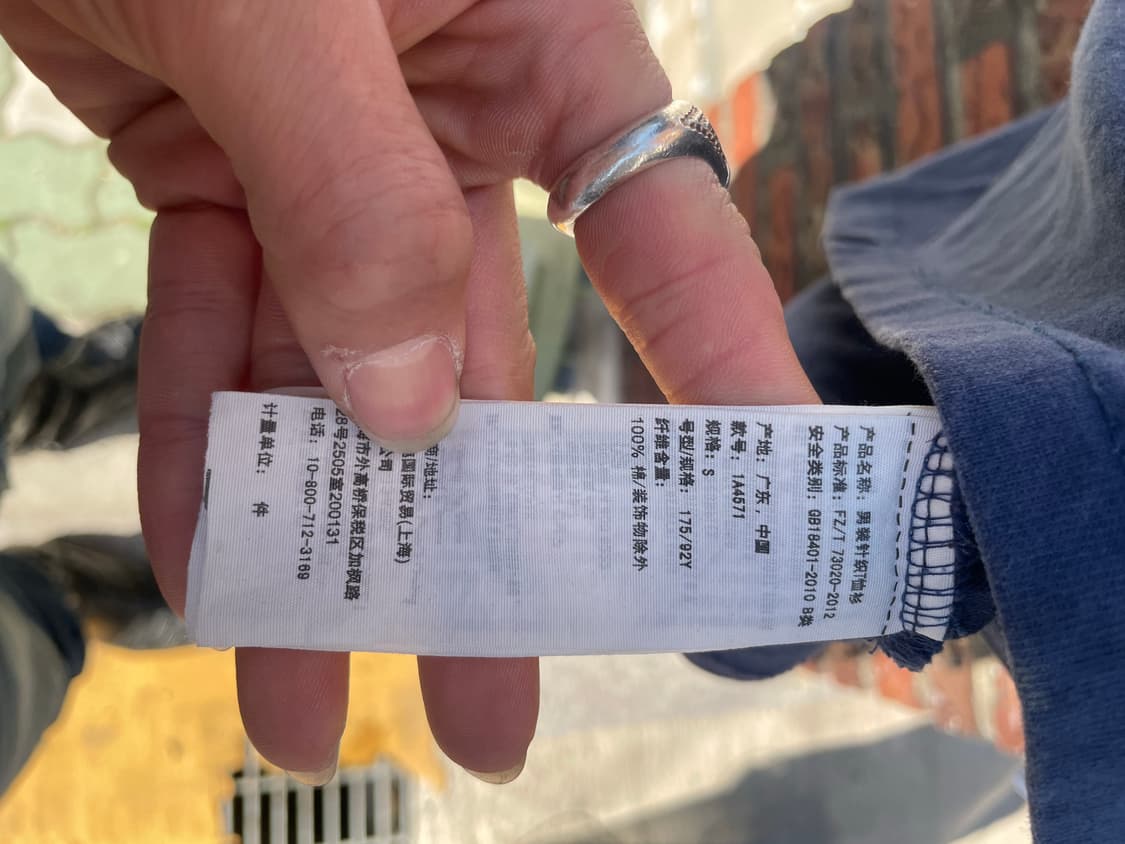 产品名称：男装针织T恤衫
产品标准：FZ/T 73020-2012
安全类别：GB18401-2010 B类
产地：广东，中国
款号：1A4571
规格：S
号型/规格：175/92Y
纤维含量：
100% 棉/装饰物除外
商地址：
国际贸易(上海)
公司
市外高桥保税区加枫路
28号2505室200131
电话：10-800-712-3169
计量单位： 件